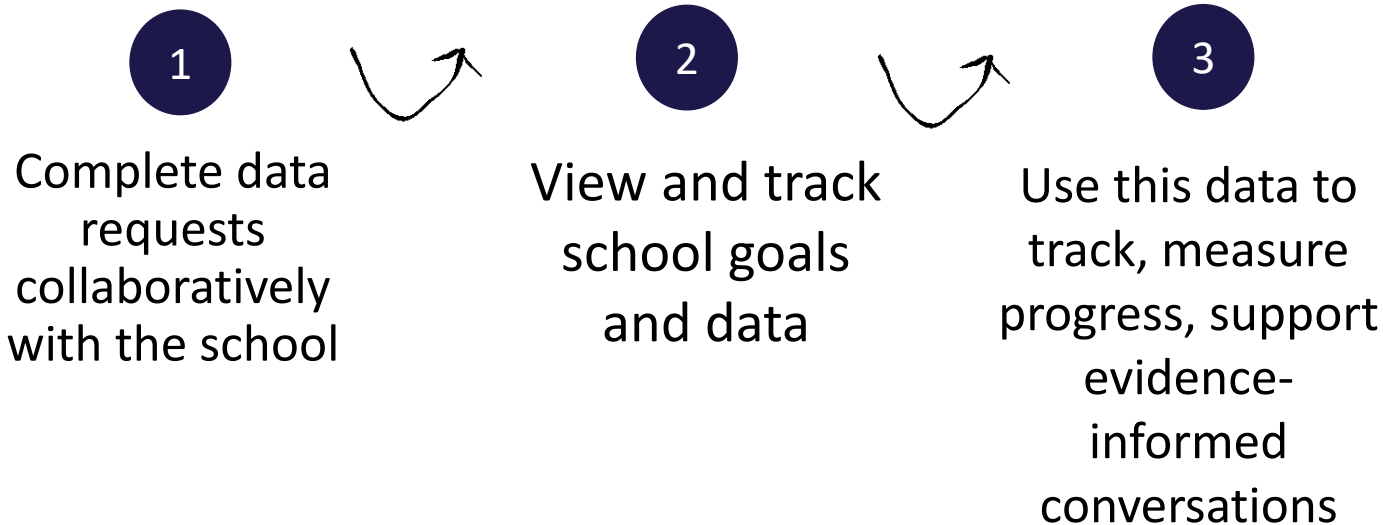 1
Complete data
requests
collaboratively
with the school
2
View and track
school goals
and data
3
Use this data to
track, measure
progress, support
evidence-
informed
conversations